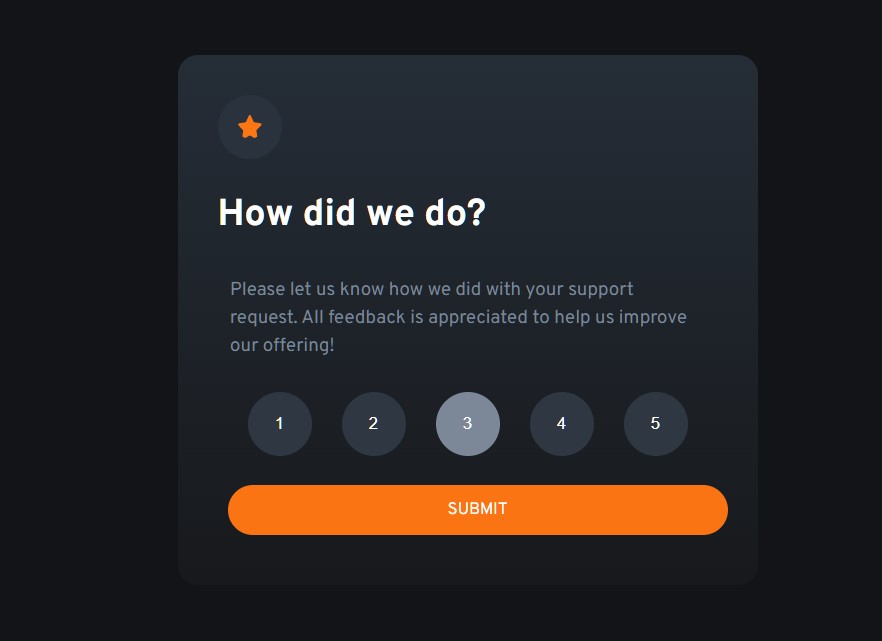 How did we do?
Please let us know how we did with your support
request. All feedback is appreciated to help us improve
our offering!
1 2 3 4 5
SUBMIT